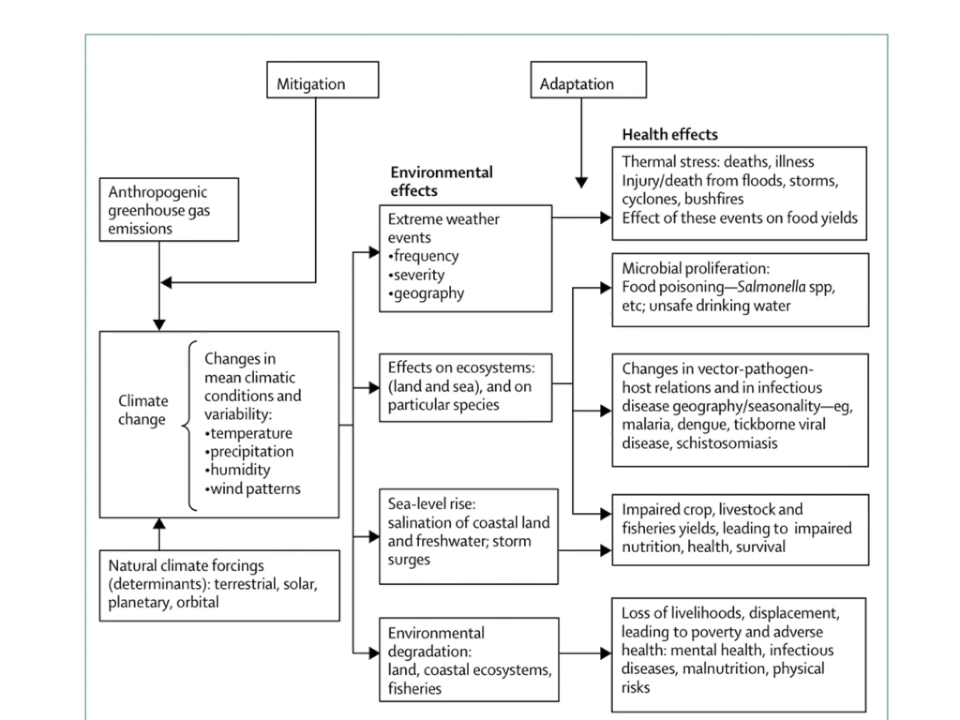 Mitigation
Adaptation
Health effects
Thermal stress: deaths, illness
Injury/death from floods, storms,
cyclones, bushfires
Effect of these events on food yields
Environmental
effects
Anthropogenic
greenhouse gas
emissions
Extreme weather
events
•frequency
•severity
•geography
Microbial proliferation:
Food poisoning—Salmonella spp,
etc; unsafe drinking water
Climate
change
Changes in
mean climatic
conditions and
variability:
•temperature
•precipitation
•humidity
•wind patterns
Effects on ecosystems:
(land and sea), and on
particular species
Changes in vector-pathogen-
host relations and in infectious
disease geography/seasonality—eg,
malaria, dengue, tickborne viral
disease, schistosomiasis
Sea-level rise:
salination of coastal land
and freshwater; storm
surges
Impaired crop, livestock and
fisheries yields, leading to impaired
nutrition, health, survival
Natural climate forcings
(determinants): terrestrial, solar,
planetary, orbital
Environmental
degradation:
land, coastal ecosystems,
fisheries
Loss of livelihoods, displacement,
leading to poverty and adverse
health: mental health, infectious
diseases, malnutrition, physical
risks